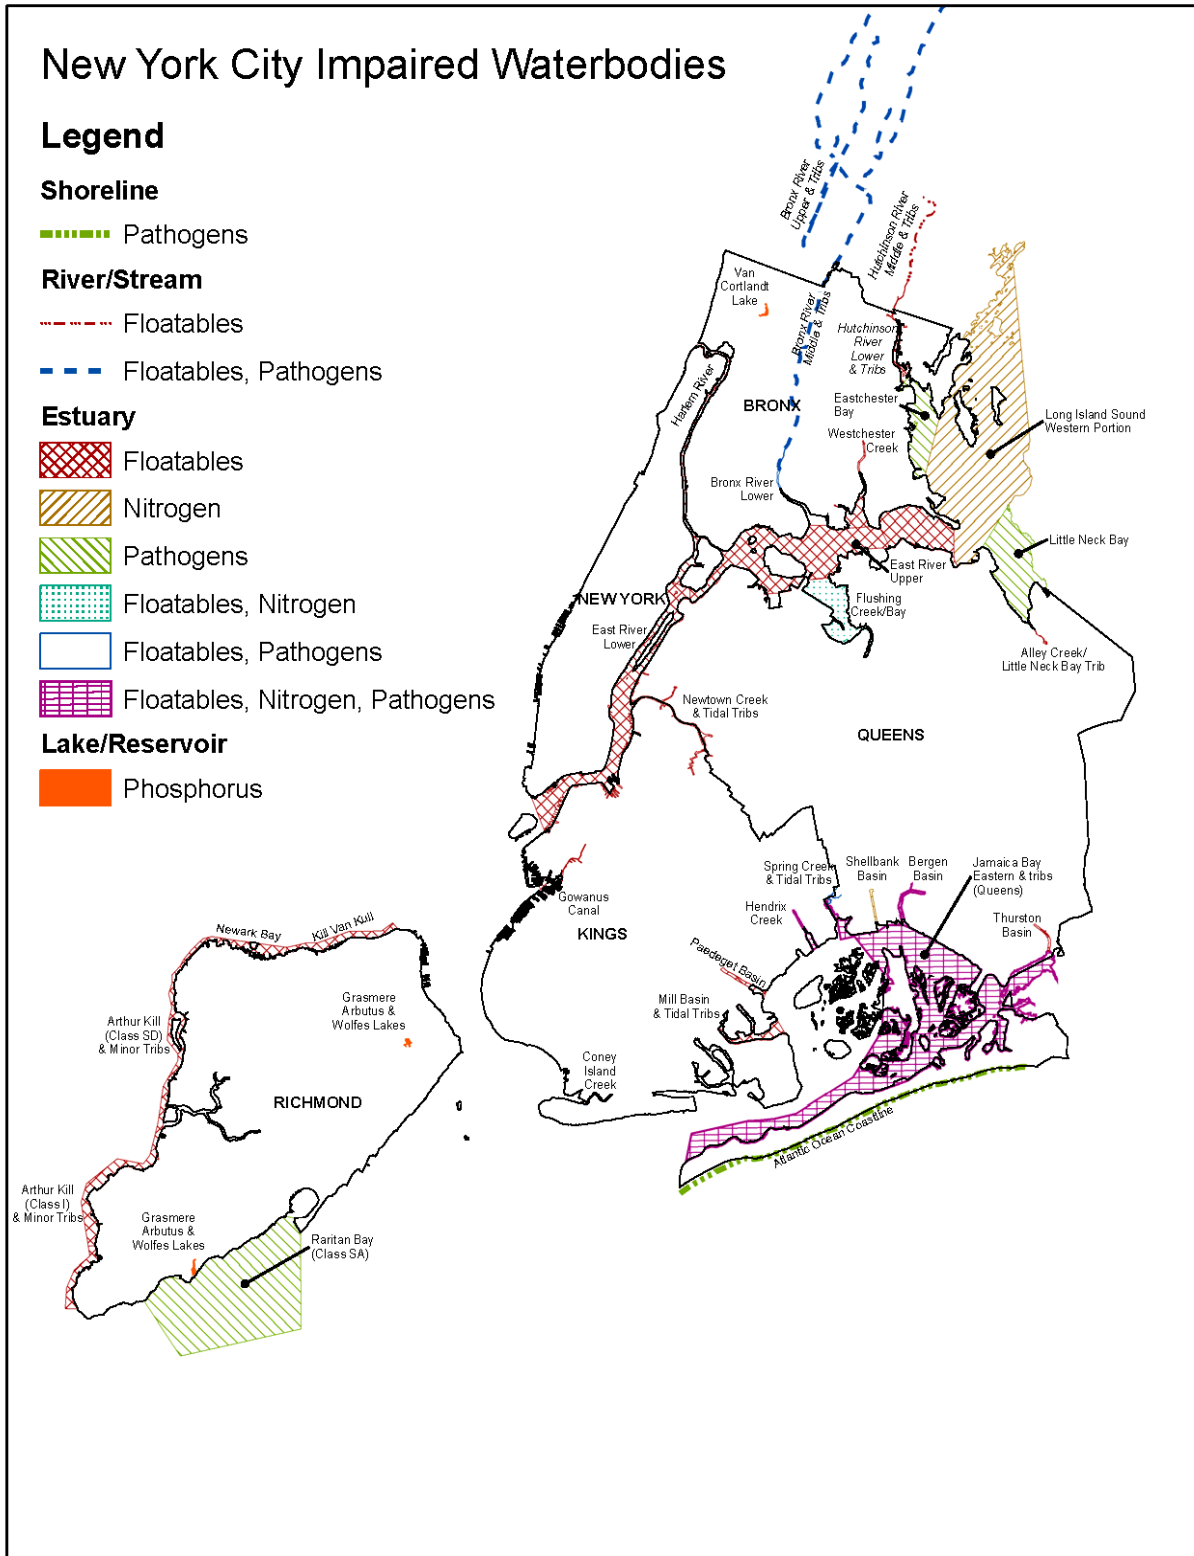 New York City Impaired Waterbodies
Legend
Shoreline
Pathogens
River/Stream
Floatables
Floatables, Pathogens
Estuary
Floatables
Nitrogen
Pathogens
Floatables, Nitrogen
Floatables, Pathogens
Floatables, Nitrogen, Pathogens
Lake/Reservoir
Phosphorus
Bronx River
Upper & Tribs
Hutchinson River
Middle & Tribs
Van
Cortlandt
Lake
Bronx River
Middle & Tribs
Hutchinson
River
Lower
& Tribs
Harlem River
BRONX
Eastchester
Bay
Westchester
Creek
Long Island Sound
Western Portion
Bronx River
Lower
Little Neck Bay
East River
Upper
NEW YORK
Flushing
Creek/Bay
East River
Lower
Alley Creek/
Little Neck Bay Trib
Newtown Creek
& Tidal Tribs
QUEENS
Spring Creek
& Tidal Tribs
Shellbank
Basin
Bergen
Basin
Jamaica Bay
Eastern & tribs
(Queens)
Gowanus
Canal
Hendrix
Creek
Thurston
Basin
KINGS
Newark Bay
Kill Van Kull
Paedegat Basin
Grasmere
Arbutus &
Wolfes Lakes
Mill Basin
& Tidal Tribs
Arthur Kill
(Class SD)
& Minor Tribs
Coney
Island
Creek
RICHMOND
Atlantic Ocean Coastline
Arthur Kill
(Class I)
& Minor Tribs
Grasmere
Arbutus &
Wolfes Lakes
Raritan Bay
(Class SA)